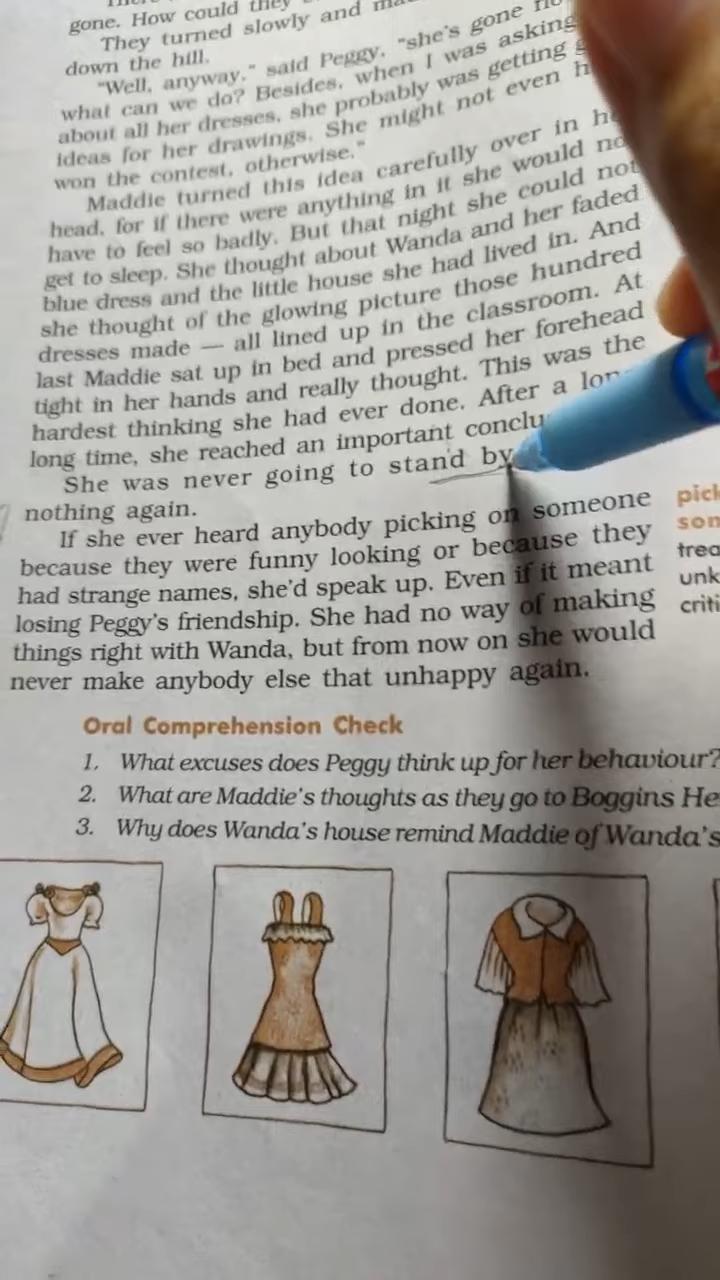 gone. How could they
They turned slowly and
down the hill.
"Well, anyway," said Peggy, "she's gone
what can we do? Besides, when I was asking
about all her dresses, she probably was getting
ideas for her drawings. She might not even
won the contest, otherwise."
Maddie turned this idea carefully over in
head, for if there were anything in it she would
have to feel so badly. But that night she could not
get to sleep. She thought about Wanda and her faded
blue dress and the little house she had lived in. And
she thought of the glowing picture those hundred
dresses made — all lined up in the classroom. At
last Maddie sat up in bed and pressed her forehead
tight in her hands and really thought. This was the
hardest thinking she had ever done. After a
long time, she reached an important
She was never going to stand by
nothing again.
If she ever heard anybody picking on someone
because they were funny looking or because they
had strange names, she'd speak up. Even if it meant
losing Peggy's friendship. She had no way of making
things right with Wanda, but from now on she would
never make anybody else that unhappy again.
pick
Oral Comprehension Check
1. What excuses does Peggy think up for her behaviour?
2. What are Maddie's thoughts as they go to Boggins
3. Why does Wanda's house remind Maddie of Wanda's